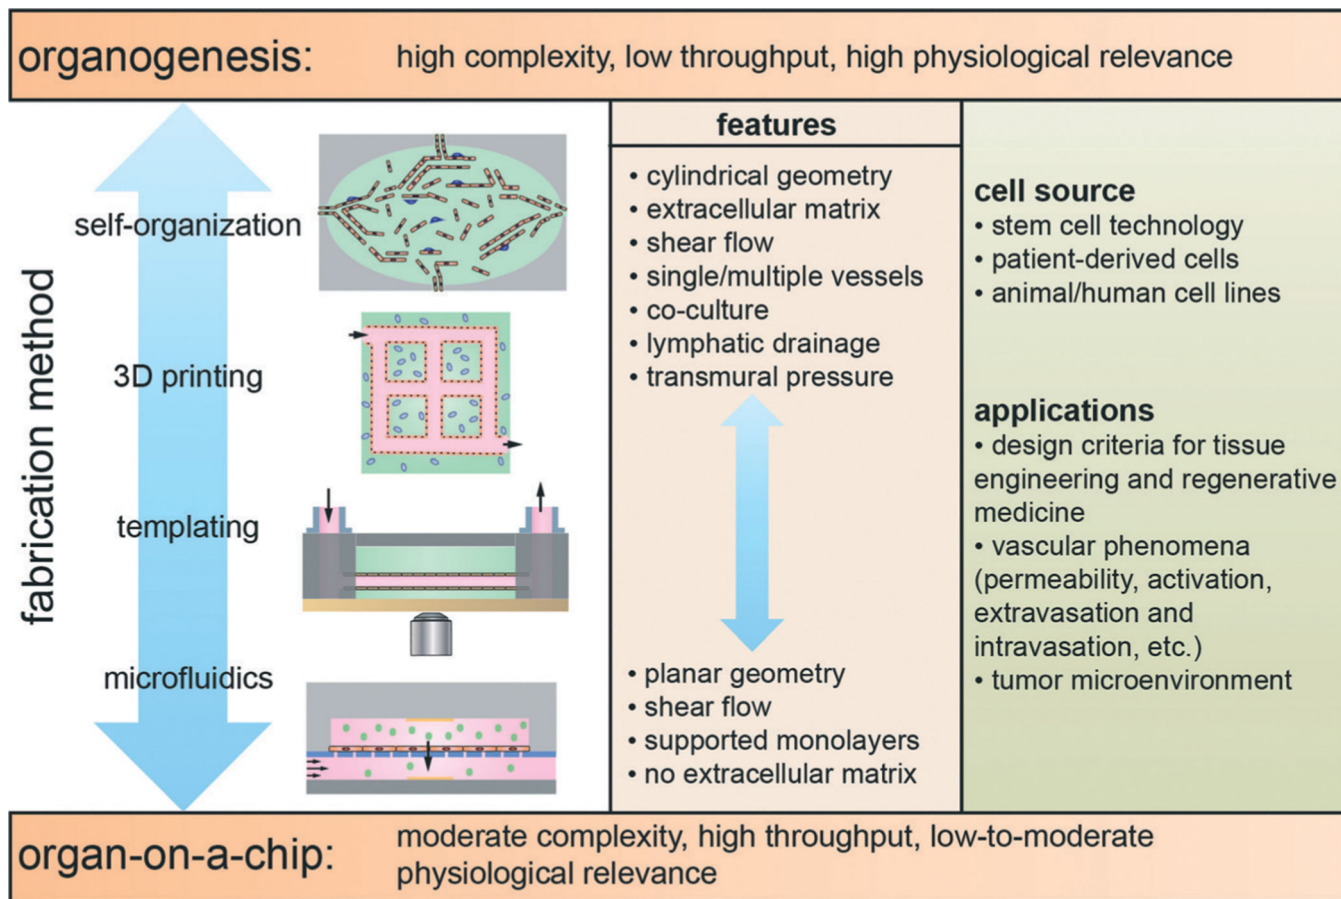 organogenesis: high complexity, low throughput, high physiological relevance
fabrication method
self-organization
3D printing
templating
microfluidics
features
• cylindrical geometry
• extracellular matrix
• shear flow
• single/multiple vessels
• co-culture
• lymphatic drainage
• transmural pressure
• planar geometry
• shear flow
• supported monolayers
• no extracellular matrix
cell source
• stem cell technology
• patient-derived cells
• animal/human cell lines
applications
• design criteria for tissue
engineering and regenerative
medicine
• vascular phenomena
(permeability, activation,
extravasation and
intravasation, etc.)
• tumor microenvironment
organ-on-a-chip: moderate complexity, high throughput, low-to-moderate
physiological relevance